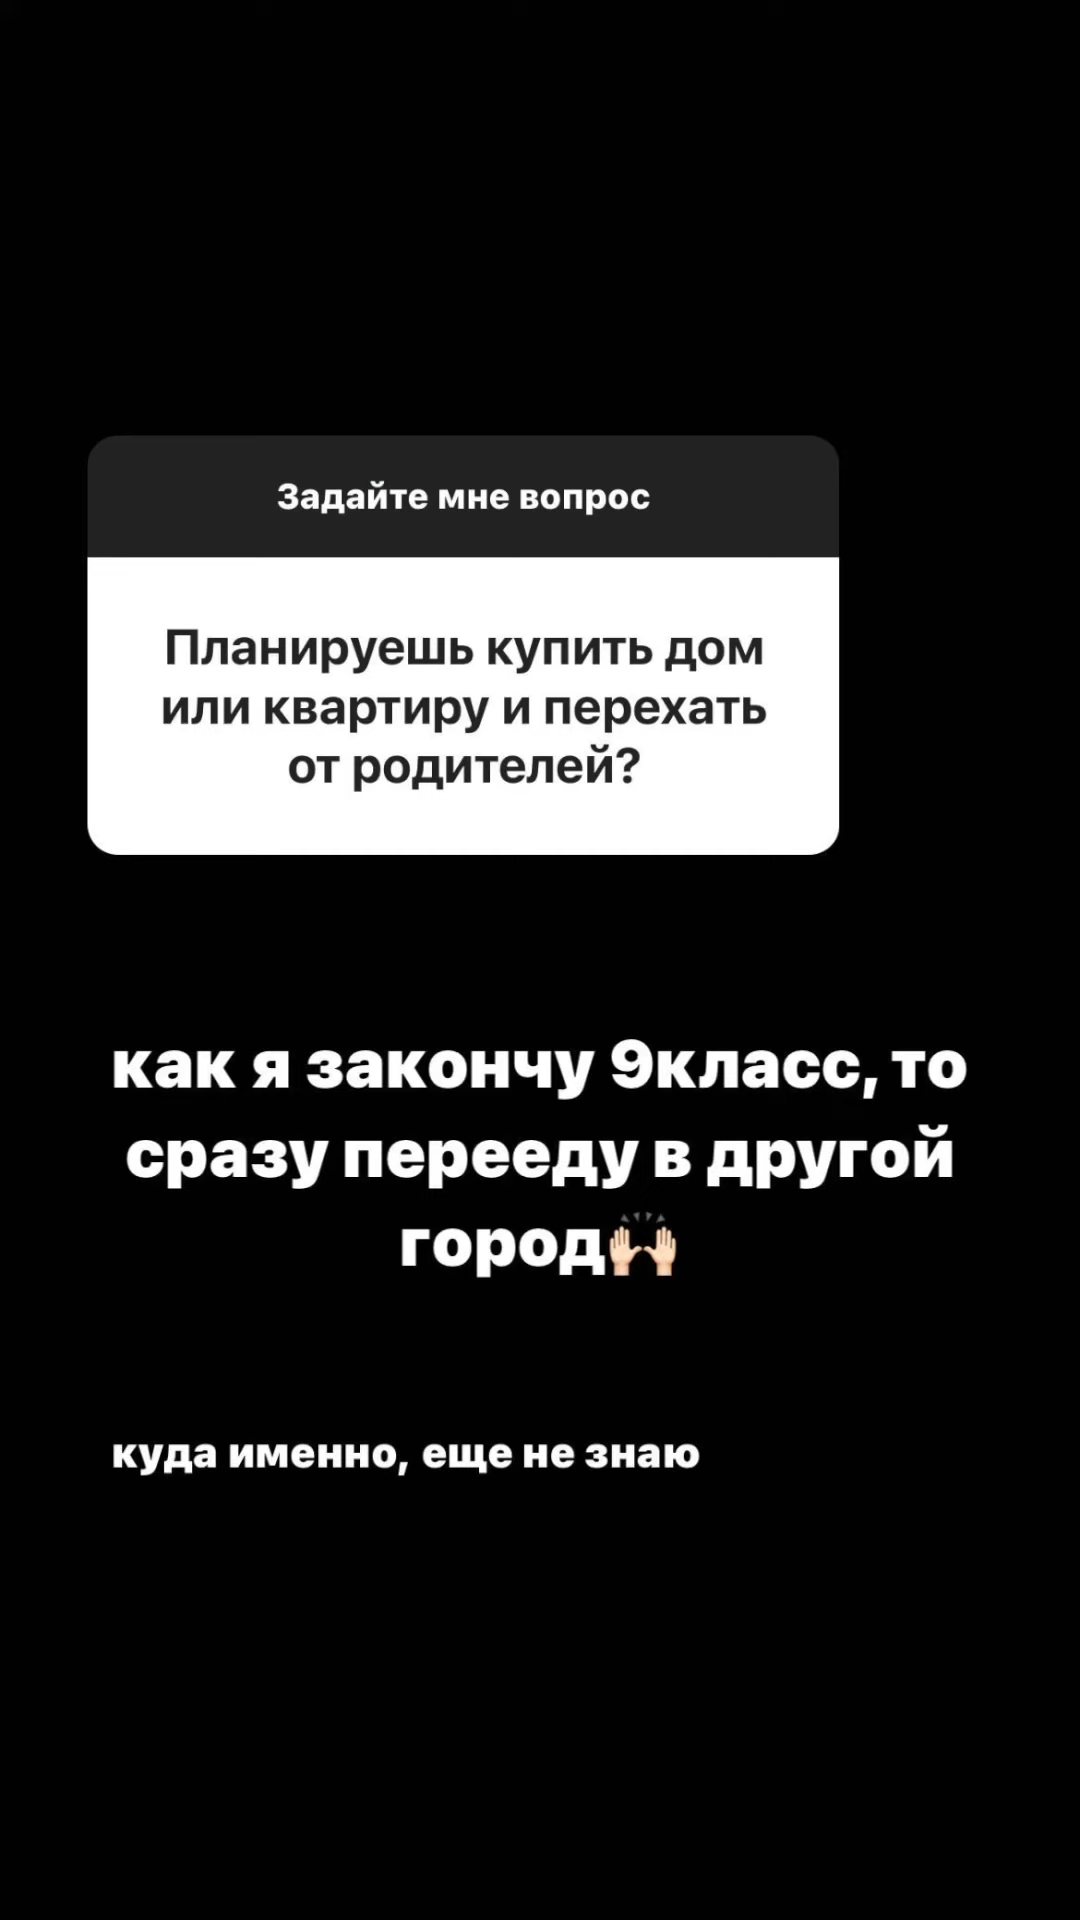 Задайте мне вопрос
Планируешь купить дом
или квартиру и перехать
от родителей?
как я закончу 9класс, то
сразу перееду в другой
город🙌🏻
куда именно, еще не знаю